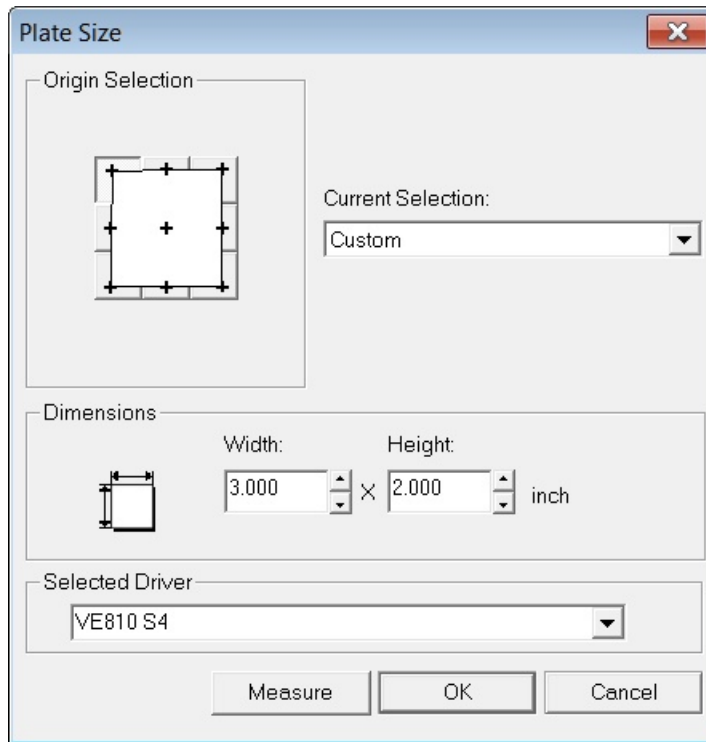 Plate Size
Origin Selection
Current Selection:
Custom
Dimensions
Width:
Height:
3.000
X
2.000
inch
Selected Driver
VE810 S4
Measure
OK
Cancel